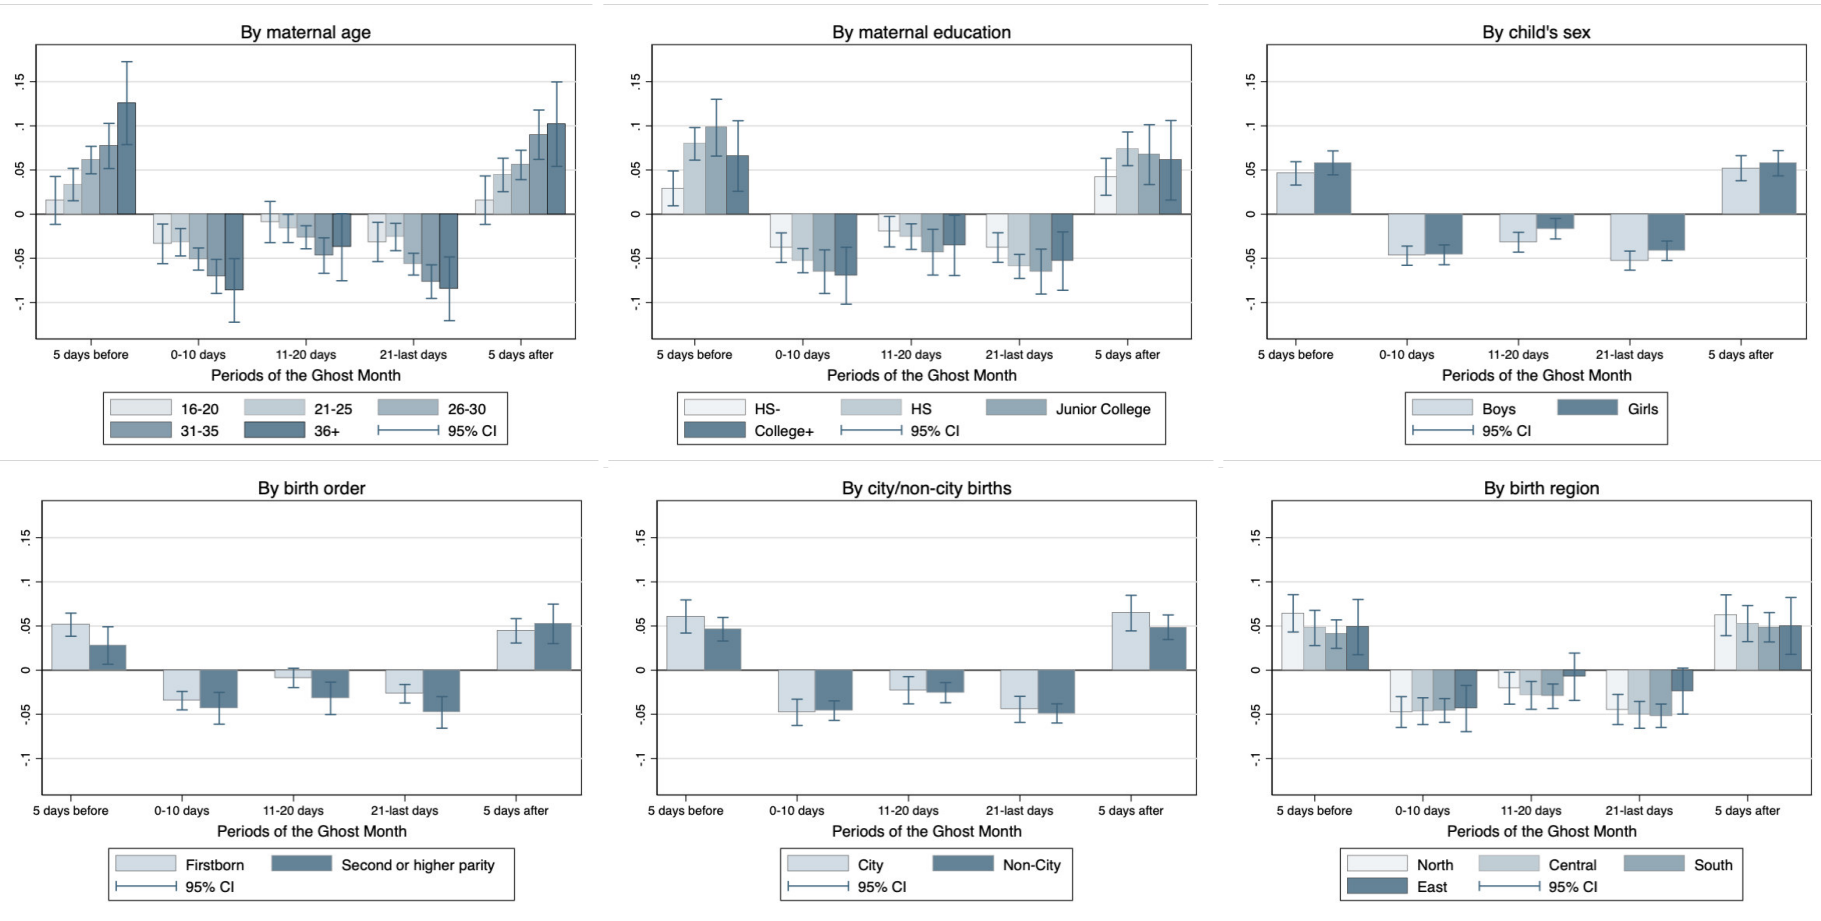 By maternal age
.15
.1
.05
0
-.05
-.1
5 days before 0-10 days 11-20 days 21-last days 5 days after
Periods of the Ghost Month
16-20 21-25 26-30
31-35 36+ 95% CI
By maternal education
.15
.1
.05
0
-.05
-.1
5 days before 0-10 days 11-20 days 21-last days 5 days after
Periods of the Ghost Month
HS- HS Junior College
College+ 95% CI
By child's sex
.15
.1
.05
0
-.05
-.1
5 days before 0-10 days 11-20 days 21-last days 5 days after
Periods of the Ghost Month
Boys Girls
95% CI
By birth order
.15
.1
.05
0
-.05
-.1
5 days before 0-10 days 11-20 days 21-last days 5 days after
Periods of the Ghost Month
Firstborn Second or higher parity
95% CI
By city/non-city births
.15
.1
.05
0
-.05
-.1
5 days before 0-10 days 11-20 days 21-last days 5 days after
Periods of the Ghost Month
City Non-City
95% CI
By birth region
.15
.1
.05
0
-.05
-.1
5 days before 0-10 days 11-20 days 21-last days 5 days after
Periods of the Ghost Month
North Central South
East 95% CI